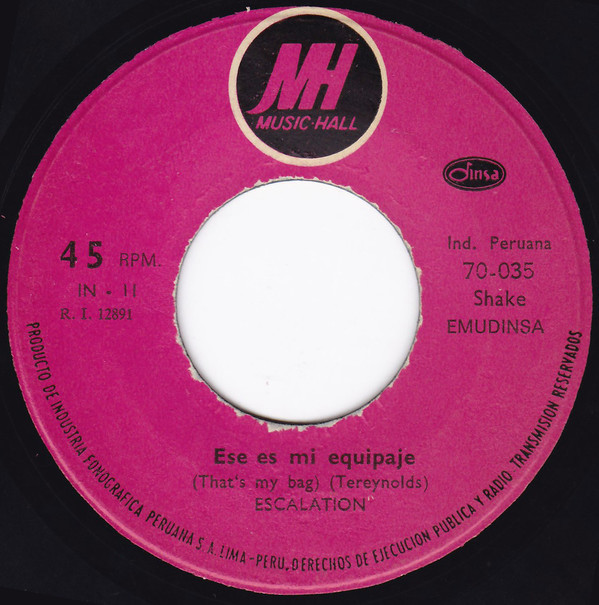 MH
MUSIC-HALL
Dinsa
45 RPM.
IN - 11
R. I. 12891
Ind. Peruana
70-035
Shake
EMUDINSA
Ese es mi equipaje
(That's my bag) (Tereynolds)
ESCALATION
PRODUCTO DE INDUSTRIA FONOGRAFICA PERUANA S. A. LIMA-PERU, DERECHOS DE EJECUCION PUBLICA Y RADIO TRANSMISION RESERVADOS